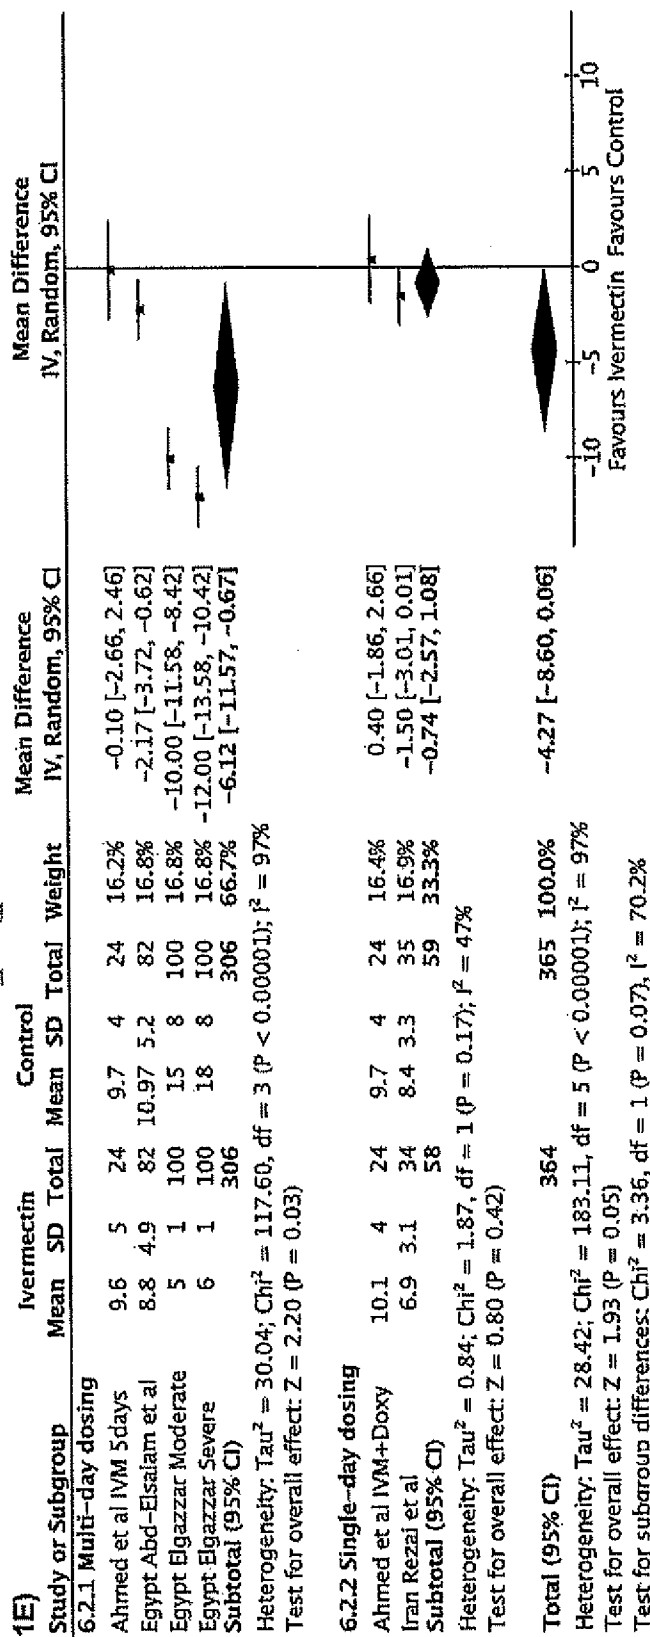 1E)
Ivermectin Control Mean Difference Mean Difference
Study or Subgroup Mean SD Total Mean SD Total Weight IV, Random, 95% CI IV, Random, 95% CI
6.2.1 Multi-day dosing
Ahmed et al IVM 5days 9.6 5 24 9.7 4 24 16.2% −0.10 [−2.66, 2.46]
Egypt Abd-Elsalam et al 8.8 4.9 82 10.97 5.2 82 16.8% −2.17 [−3.72, −0.62]
Egypt Elgazzar Moderate 5 1 100 15 8 100 16.8% −10.00 [−11.58, −8.42]
Egypt Elgazzar Severe 6 1 100 18 8 100 16.8% −12.00 [−13.58, −10.42]
Subtotal (95% CI) 306 306 66.7% −6.12 [−11.57, −0.67]
Heterogeneity: Tau² = 30.04; Chi² = 117.60, df = 3 (P < 0.00001); I² = 97%
Test for overall effect: Z = 2.20 (P = 0.03)
6.2.2 Single-day dosing
Ahmed et al IVM+Doxy 10.1 4 24 9.7 4 24 16.4% 0.40 [−1.86, 2.66]
Iran Rezai et al 6.9 3.1 34 8.4 3.3 35 16.9% −1.50 [−3.01, 0.01]
Subtotal (95% CI) 58 59 33.3% −0.74 [−2.57, 1.08]
Heterogeneity: Tau² = 0.84; Chi² = 1.87, df = 1 (P = 0.17); I² = 47%
Test for overall effect: Z = 0.80 (P = 0.42)
Total (95% CI) 364 365 100.0% −4.27 [−8.60, 0.06]
Heterogeneity: Tau² = 28.42; Chi² = 183.11, df = 5 (P < 0.00001); I² = 97%
Test for overall effect: Z = 1.93 (P = 0.05)
Test for subgroup differences: Chi² = 3.36, df = 1 (P = 0.07), I² = 70.2%
−10 −5 0 5 10
Favours Ivermectin Favours Control